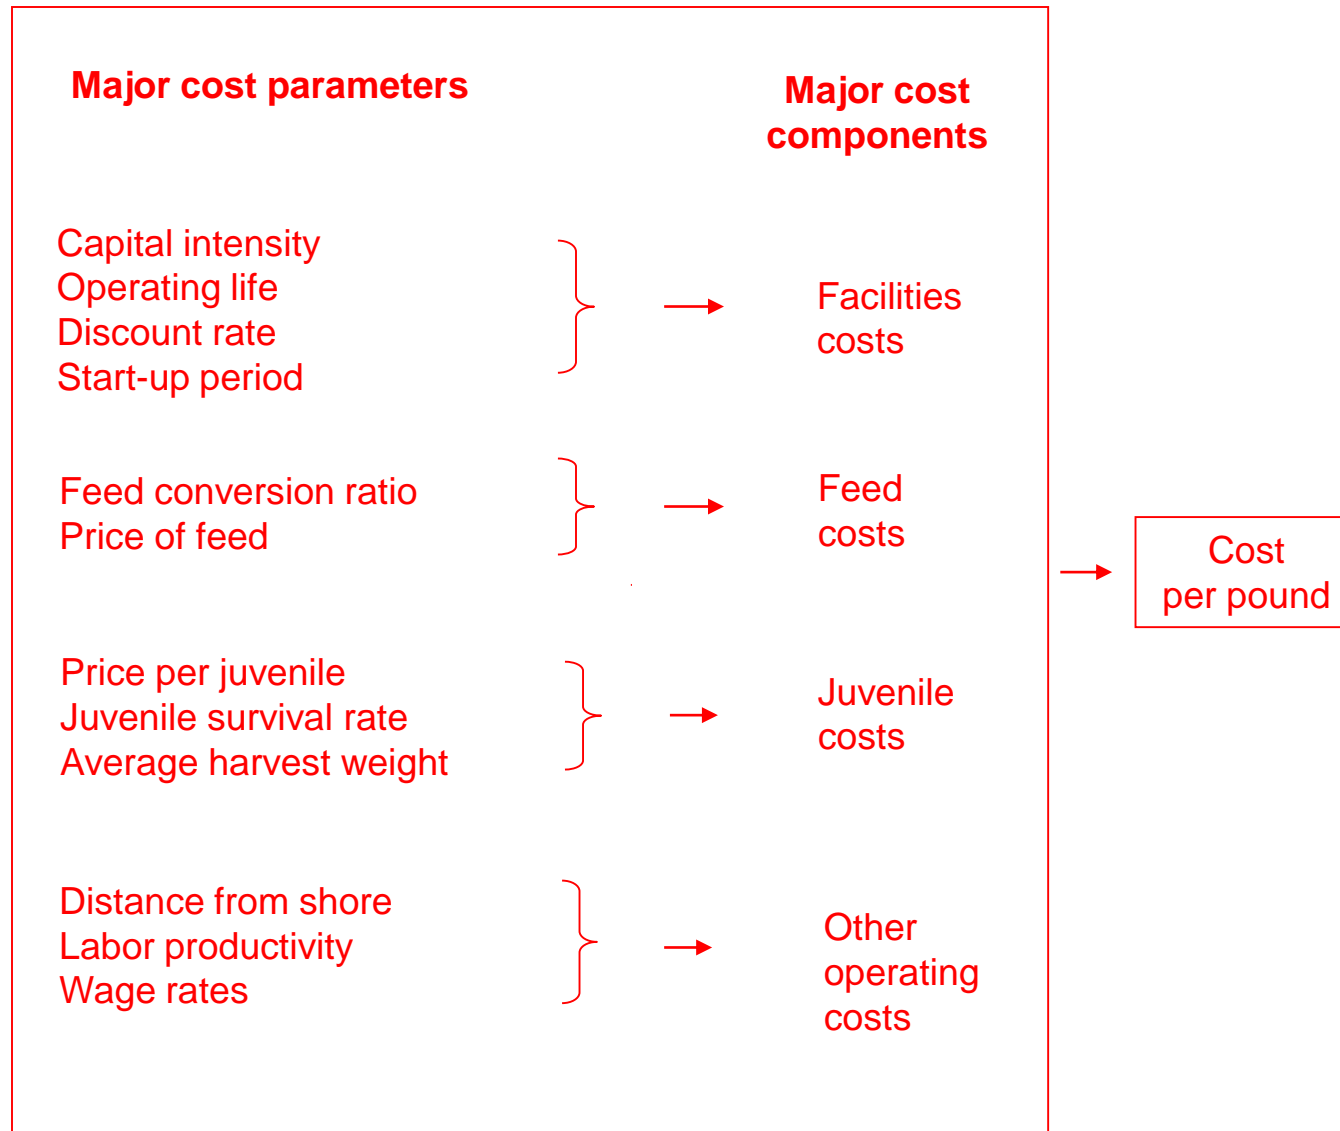 Major cost parameters
Major cost
components
Capital intensity
Operating life
Discount rate
Start-up period
Facilities
costs
Feed conversion ratio
Price of feed
Feed
costs
Price per juvenile
Juvenile survival rate
Average harvest weight
Juvenile
costs
Distance from shore
Labor productivity
Wage rates
Other
operating
costs
Cost
per pound